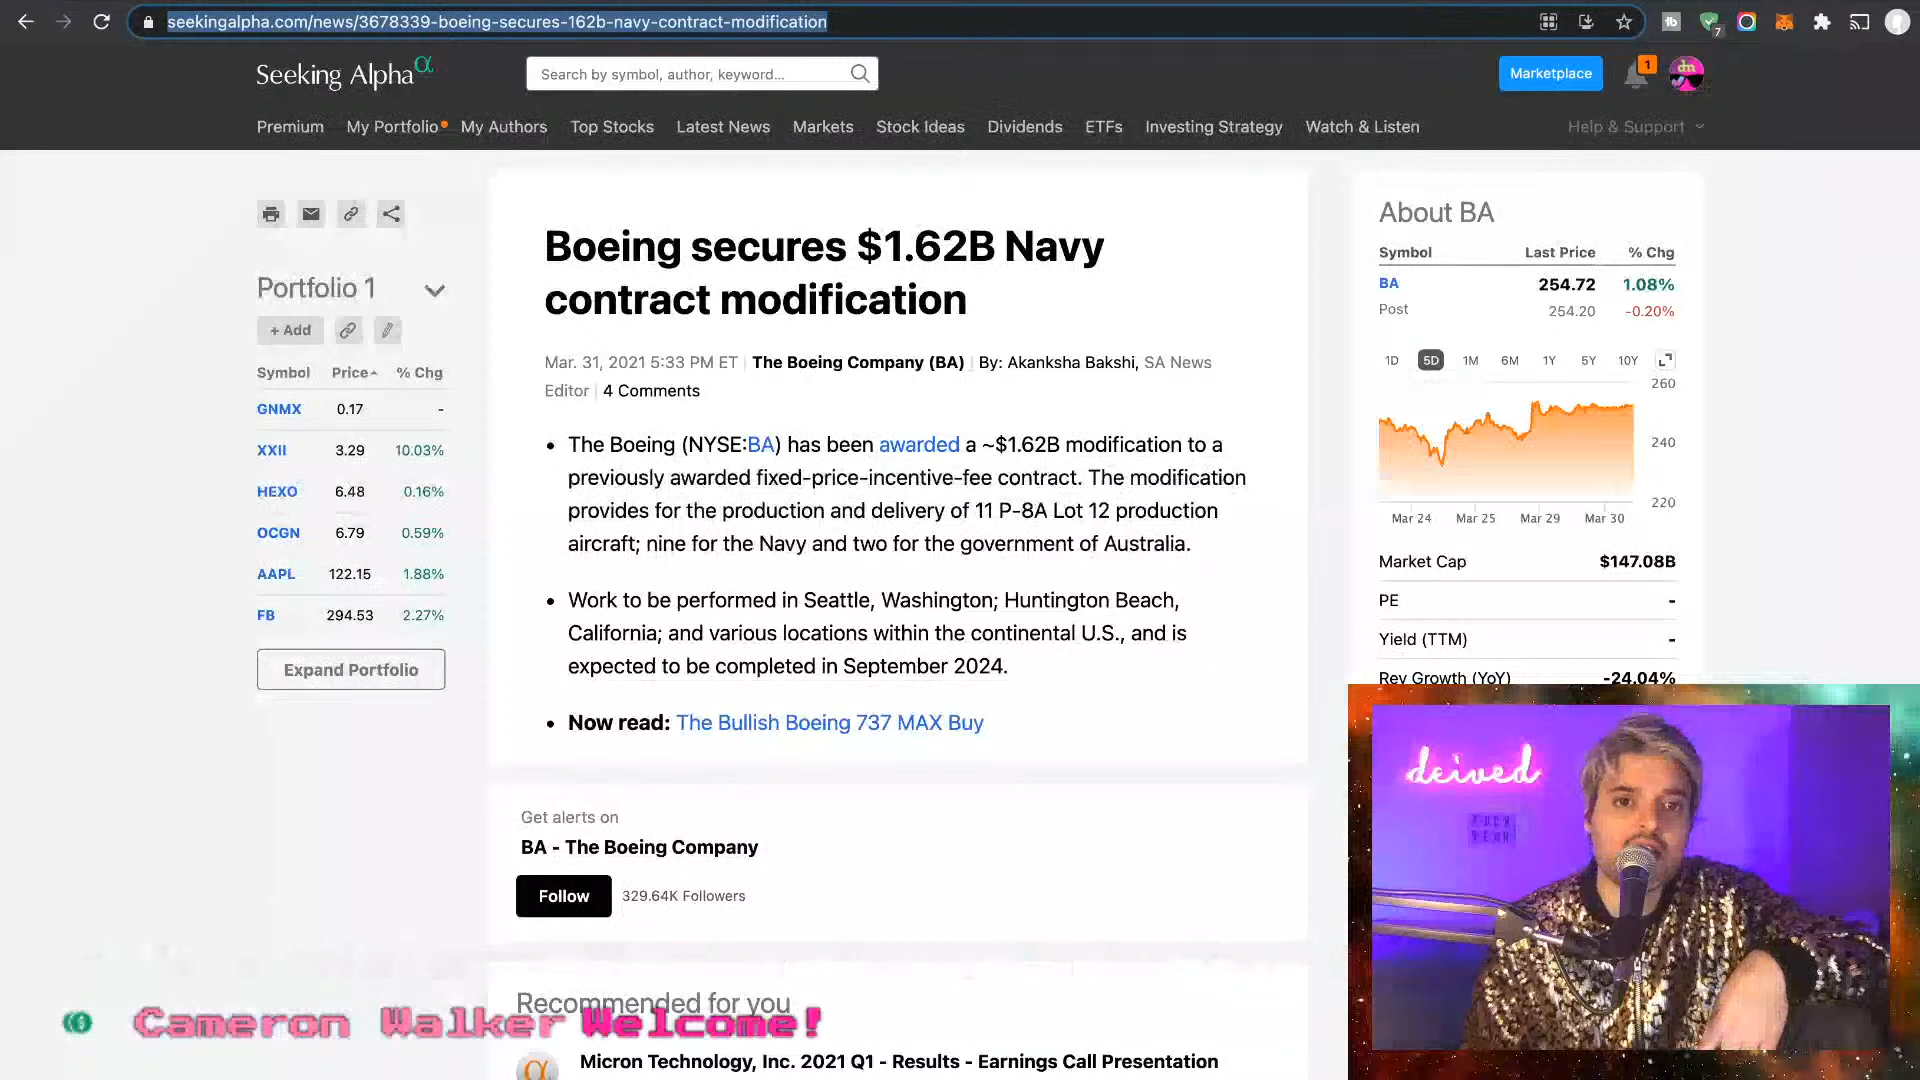 seekingalpha.com/news/3678339-boeing-secures-162b-navy-contract-modification
7
Seeking Alpha α
Search by symbol, author, keyword...
Marketplace
1
dm
Premium
My Portfolio
My Authors
Top Stocks
Latest News
Markets
Stock Ideas
Dividends
ETFs
Investing Strategy
Watch & Listen
Help & Support
Portfolio 1
+ Add
Symbol Price % Chg
GNMX 0.17 -
XXII 3.29 10.03%
HEXO 6.48 0.16%
OCGN 6.79 0.59%
AAPL 122.15 1.88%
FB 294.53 2.27%
Expand Portfolio
Boeing secures $1.62B Navy
contract modification
Mar. 31, 2021 5:33 PM ET | The Boeing Company (BA) | By: Akanksha Bakshi, SA News
Editor | 4 Comments
• The Boeing (NYSE:BA) has been awarded a ~$1.62B modification to a
previously awarded fixed-price-incentive-fee contract. The modification
provides for the production and delivery of 11 P-8A Lot 12 production
aircraft; nine for the Navy and two for the government of Australia.
• Work to be performed in Seattle, Washington; Huntington Beach,
California; and various locations within the continental U.S., and is
expected to be completed in September 2024.
• Now read: The Bullish Boeing 737 MAX Buy
Get alerts on
BA - The Boeing Company
Follow
329.64K Followers
Recommended for you
Micron Technology, Inc. 2021 Q1 - Results - Earnings Call Presentation
About BA
Symbol Last Price % Chg
BA 254.72 1.08%
Post 254.20 -0.20%
1D 5D 1M 6M 1Y 5Y 10Y
260
240
220
Mar 24 Mar 25 Mar 29 Mar 30
Market Cap $147.08B
PE -
Yield (TTM) -
Rev Growth (YoY) -24.04%
deived
Cameron Walker Welcome!